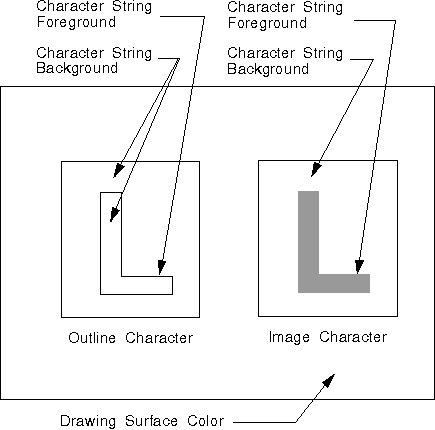 Character String
Foreground
Character String
Background
Character String
Foreground
Character String
Background
Outline Character
Image Character
Drawing Surface Color